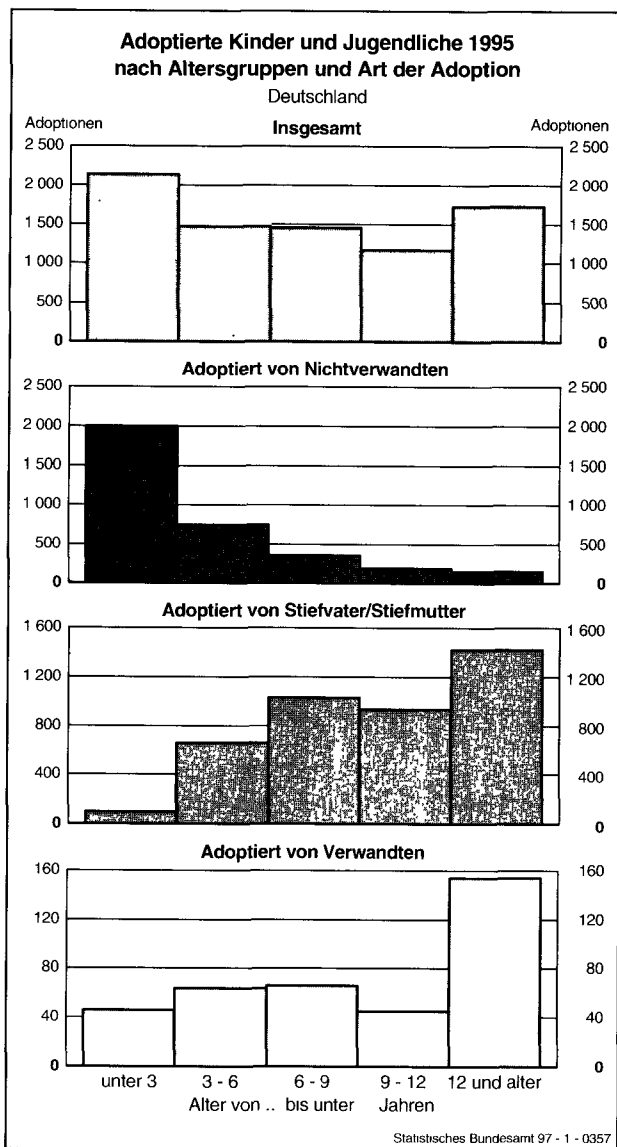 Adoptierte Kinder und Jugendliche 1995
nach Altersgruppen und Art der Adoption
Deutschland
Adoptionen Insgesamt Adoptionen
2 500 2 500
2 000 2 000
1 500 1 500
1 000 1 000
500 500
0 0
Adoptiert von Nichtverwandten
2 500 2 500
2 000 2 000
1 500 1 500
1 000 1 000
500 500
0 0
Adoptiert von Stiefvater/Stiefmutter
1 600 1 600
1 200 1 200
800 800
400 400
0 0
Adoptiert von Verwandten
160 160
120 120
80 80
40 40
0 0
unter 3 3 - 6 6 - 9 9 - 12 12 und alter
Alter von .. bis unter Jahren
Statistisches Bundesamt 97 - 1 - 0357